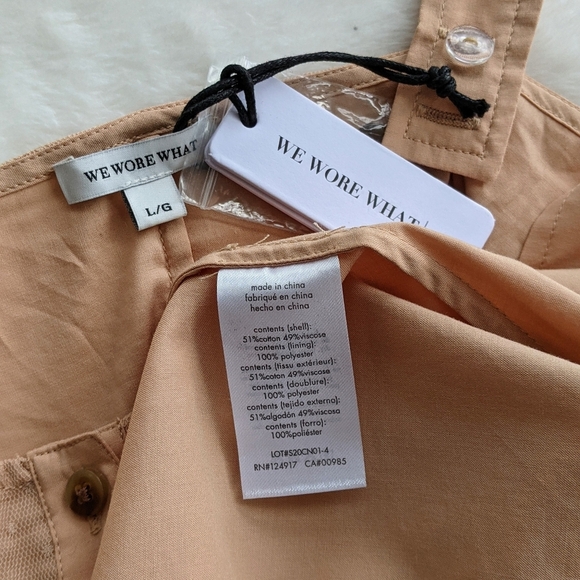 WE WORE WHAT
L/G
WE WORE WHAT|
made in china
fabriqué en china
hecho en china
contents (shell):
51%cotton 49%viscose
contents (lining):
100% polyester
contents (tissu extérieur):
51%coton 49%viscose
contents (doublure):
100% polyester
contents (tejido externo):
51%algodón 49%viscose
contents (forro):
100%poliéster
LOT#S20CN01-4
RN#124917 CA#00985